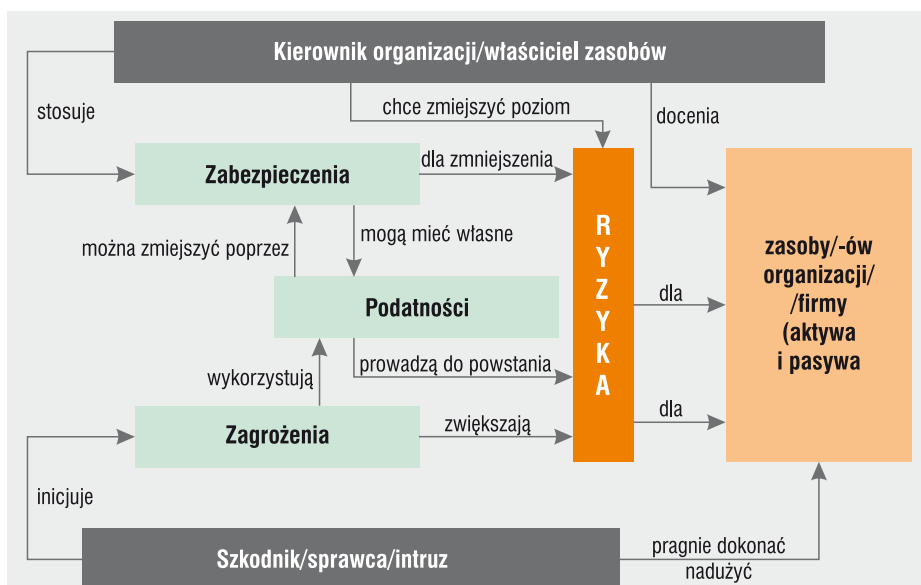 Kierownik organizacji/właściciel zasobów
stosuje
chce zmiejszyć poziom
docenia
Zabezpieczenia
dla zmniejszenia
RYZYKA
można zmiejszyć poprzez
mogą mieć własne
zasoby/-ów
organizacji/
/firmy
(aktywa
i pasywa
Podatności
dla
wykorzystują
prowadzą do powstania
Zagrożenia
zwiększają
dla
inicjuje
Szkodnik/sprawca/intruz
pragnie dokonać
nadużyć